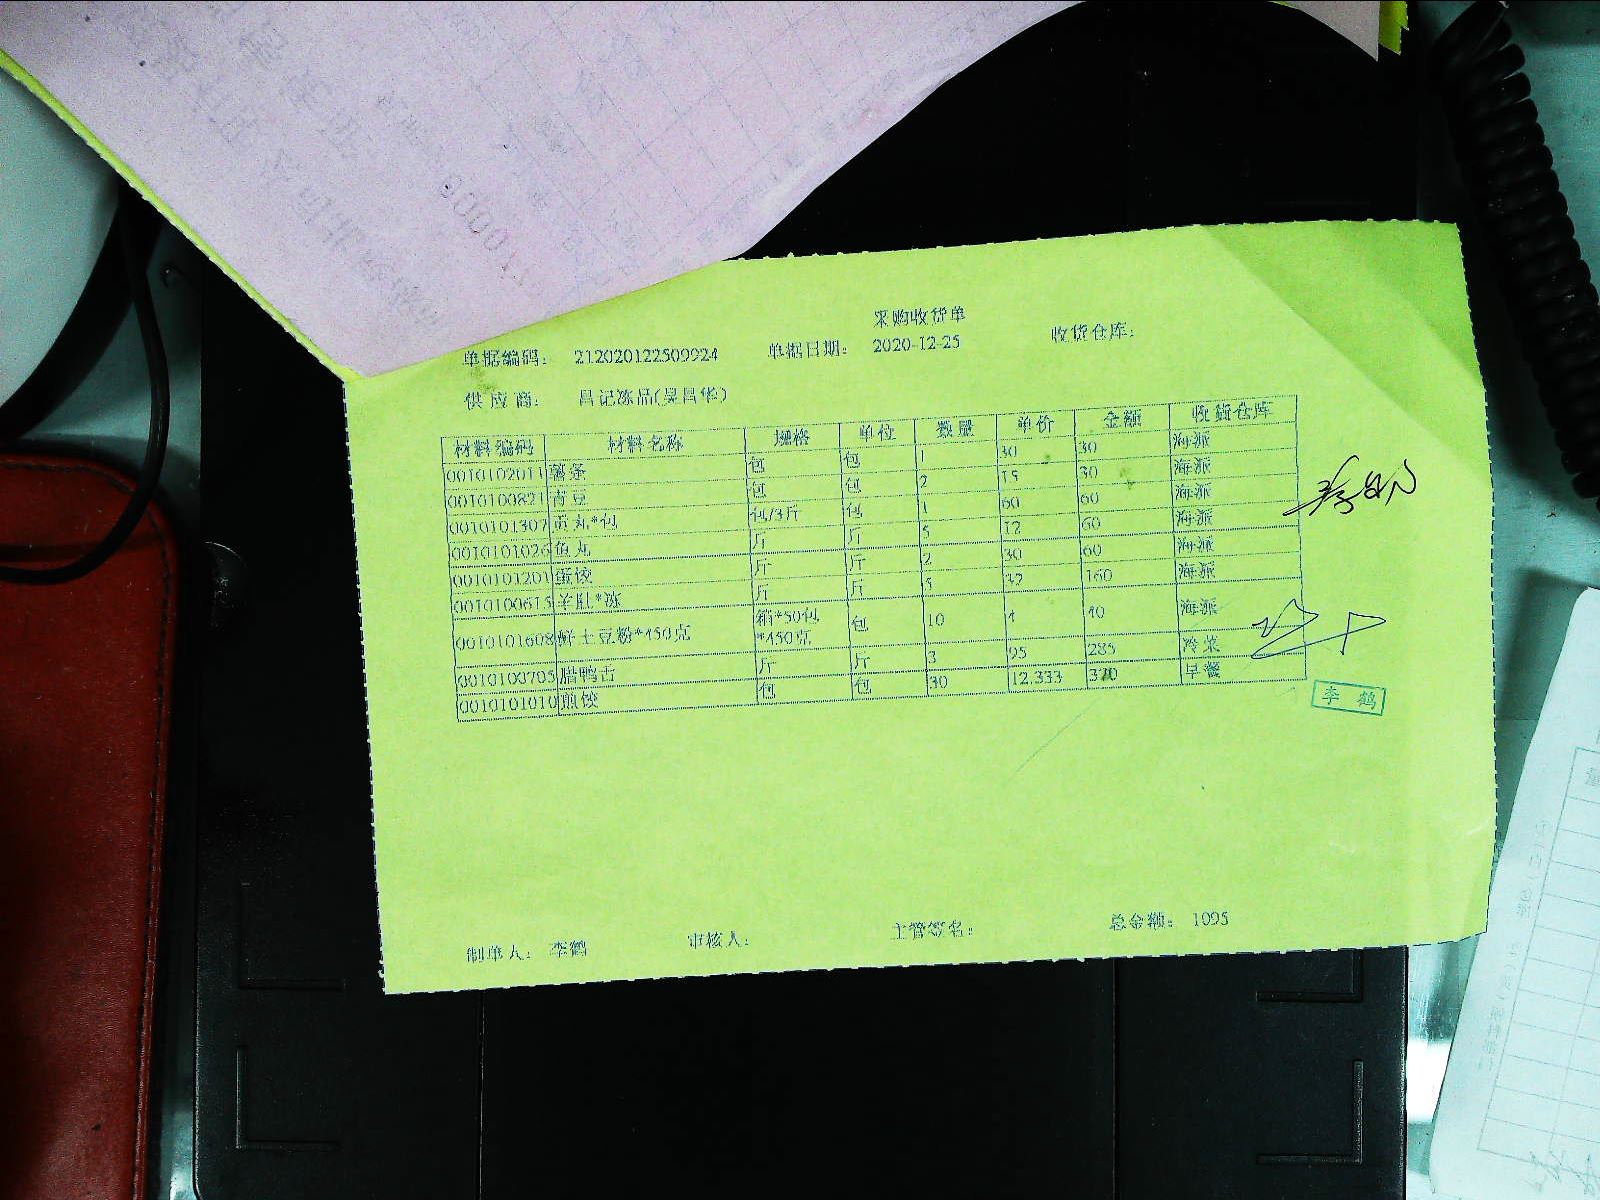 采购收货单
单据编码: 212020122509924 单据日期: 2020-12-25 收货仓库:
供应商: 昌记冻品(吴昌华)
材料编码 材料名称 规格 单位 数量 单价 金额 收货仓库
0010102011 薯条 包 包 1 30 30 海派
0010100821 青豆 包 包 2 15 30 海派
0010101307 贡丸*包 包/3斤 包 1 60 60 海派
0010101026 鱼丸 斤 斤 5 12 60 海派
0010101201 蛋饺 斤 斤 2 30 60 海派
0010100615 羊肚*冻 斤 斤 5 32 160 海派
0010101608 鲜土豆粉*450克 箱*50包*450克 包 10 4 40 海派
0010100705 腊鸭舌 斤 斤 3 95 285 冷菜
0010101010 煎饺 包 包 30 12.333 370 早餐
李鹤
制单人: 李鹤 审核人: 主管签名: 总金额: 1095